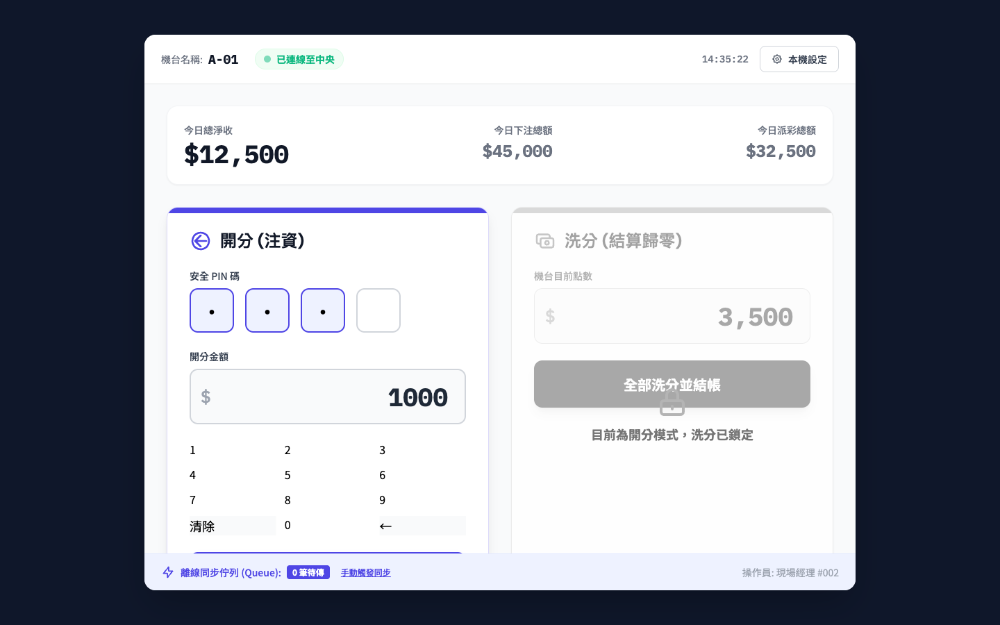 機台名稱: A-01
已連線至中央
14:35:22
本機設定
今日總淨收
$12,500
今日下注總額
$45,000
今日派彩總額
$32,500
開分 (注資)
安全 PIN 碼
開分金額
$ 1000
1 2 3
4 5 6
7 8 9
清除 0 ←
洗分 (結算歸零)
機台目前點數
$ 3,500
全部洗分並結帳
目前為開分模式，洗分已鎖定
離線同步佇列 (Queue): 0 筆待傳 手動觸發同步
操作員: 現場經理 #002